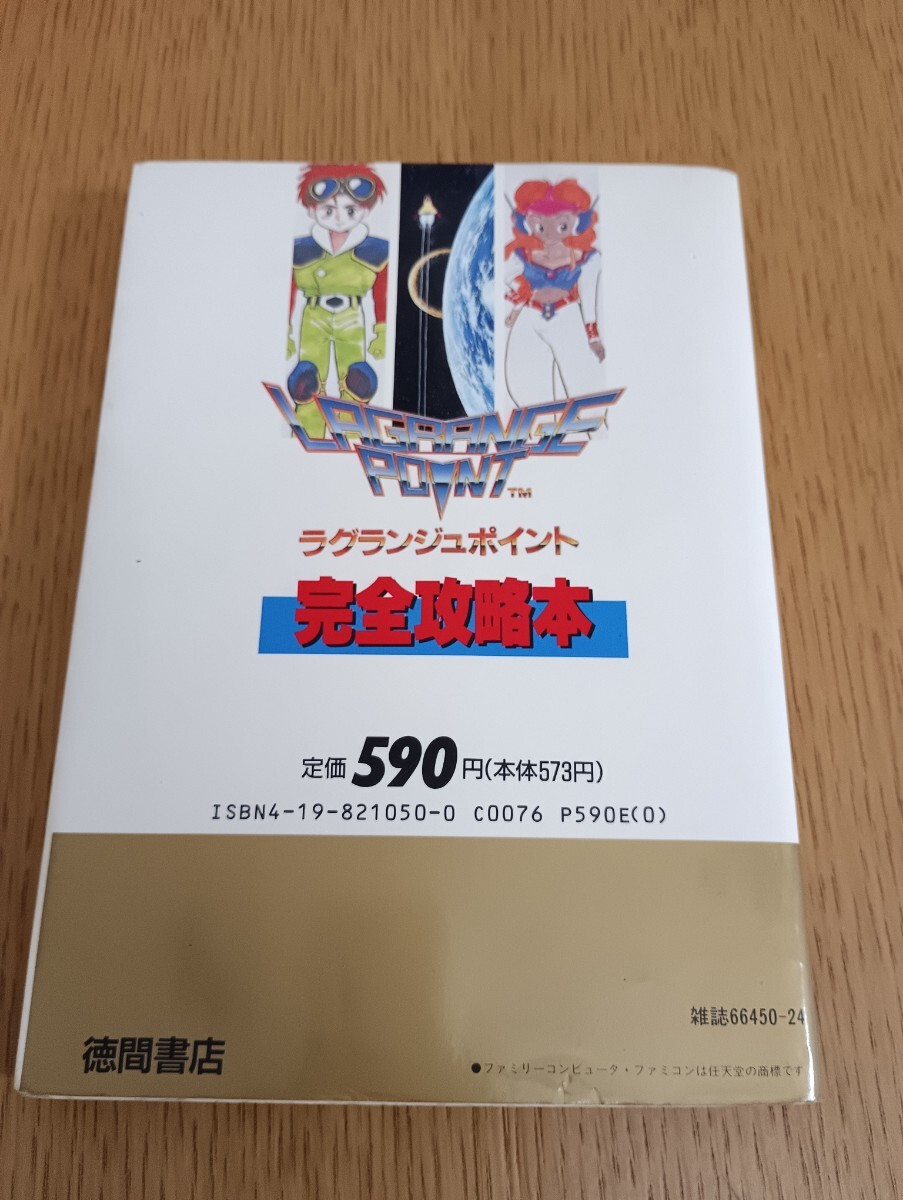 LAGRANGE
POINT™
ラグランジュポイント
完全攻略本
定価590円(本体573円)
ISBN4-19-821050-0 C0076 P590E(0)
雑誌66450-24
徳間書店
●ファミリーコンピュータ・ファミコンは任天堂の商標です